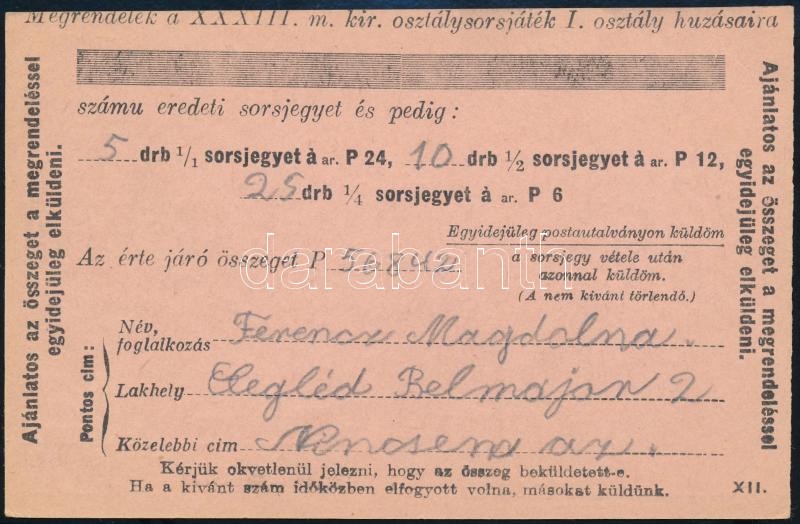 Megrendelek a XXXIII. m. kir. osztálysorsjáték I. osztály huzásaira
Ajánlatos az összeget a megrendeléssel
egyidejüleg elküldeni.
számu eredeti sorsjegyet és pedig:
5 drb 1/1 sorsjegyet à ar. P 24, 10 drb 1/2 sorsjegyet à ar. P 12,
25 drb 1/4 sorsjegyet à ar. P 6
Egyidejüleg postautalványon küldöm
Az érte járó összeget P 56842
a sorsjegy vétele után
azonnal küldöm.
(A nem kivánt törlendő.)
Pontos cim:
Név,
foglalkozás Ferencz Magdolna.
Lakhely Cegléd Belmajor 2
Közelebbi cim
Kérjük okvetlenül jelezni, hogy az összeg beküldetett-e.
Ha a kivánt szám időközben elfogyott volna, másokat küldünk.
XII.
Ajánlatos az összeget a megrendeléssel
egyidejüleg elküldeni.
darabanth